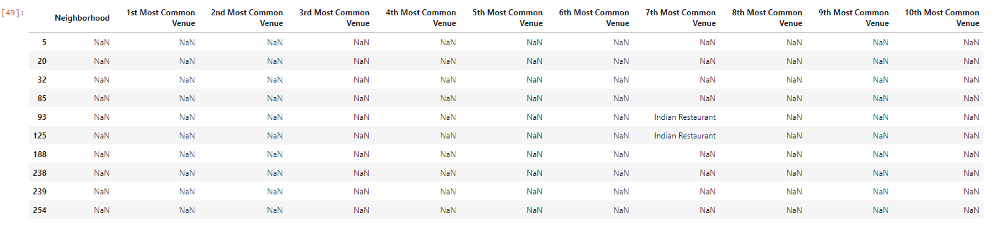 [49]:
Neighborhood 1st Most Common Venue 2nd Most Common Venue 3rd Most Common Venue 4th Most Common Venue 5th Most Common Venue 6th Most Common Venue 7th Most Common Venue 8th Most Common Venue 9th Most Common Venue 10th Most Common Venue
5 NaN NaN NaN NaN NaN NaN NaN NaN NaN NaN NaN
20 NaN NaN NaN NaN NaN NaN NaN NaN NaN NaN NaN
32 NaN NaN NaN NaN NaN NaN NaN NaN NaN NaN NaN
85 NaN NaN NaN NaN NaN NaN NaN NaN NaN NaN NaN
93 NaN NaN NaN NaN NaN NaN NaN Indian Restaurant NaN NaN NaN
125 NaN NaN NaN NaN NaN NaN NaN Indian Restaurant NaN NaN NaN
188 NaN NaN NaN NaN NaN NaN NaN NaN NaN NaN NaN
238 NaN NaN NaN NaN NaN NaN NaN NaN NaN NaN NaN
239 NaN NaN NaN NaN NaN NaN NaN NaN NaN NaN NaN
254 NaN NaN NaN NaN NaN NaN NaN NaN NaN NaN NaN